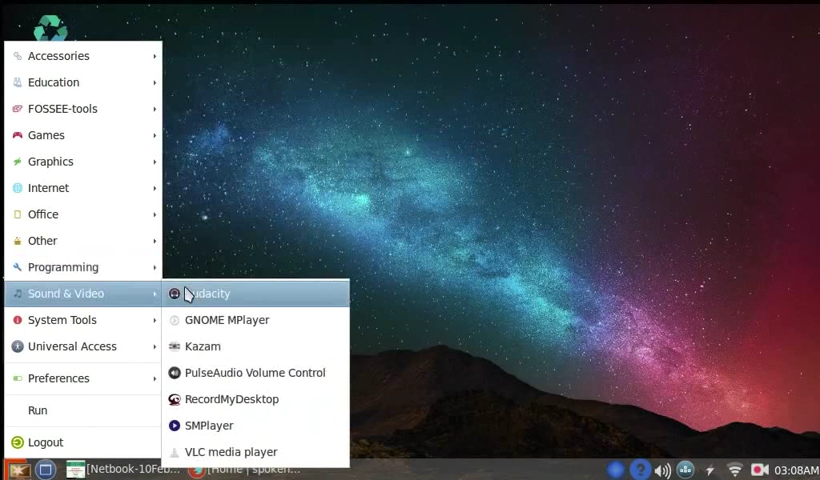 Accessories
Education
FOSSEE-tools
Games
Graphics
Internet
Office
Other
Programming
Sound & Video
System Tools
Universal Access
Preferences
Run
Logout
udacity
GNOME MPlayer
Kazam
PulseAudio Volume Control
RecordMyDesktop
SMPlayer
VLC media player
[Netbook-10Feb... [Home | spoken... 03:08AM